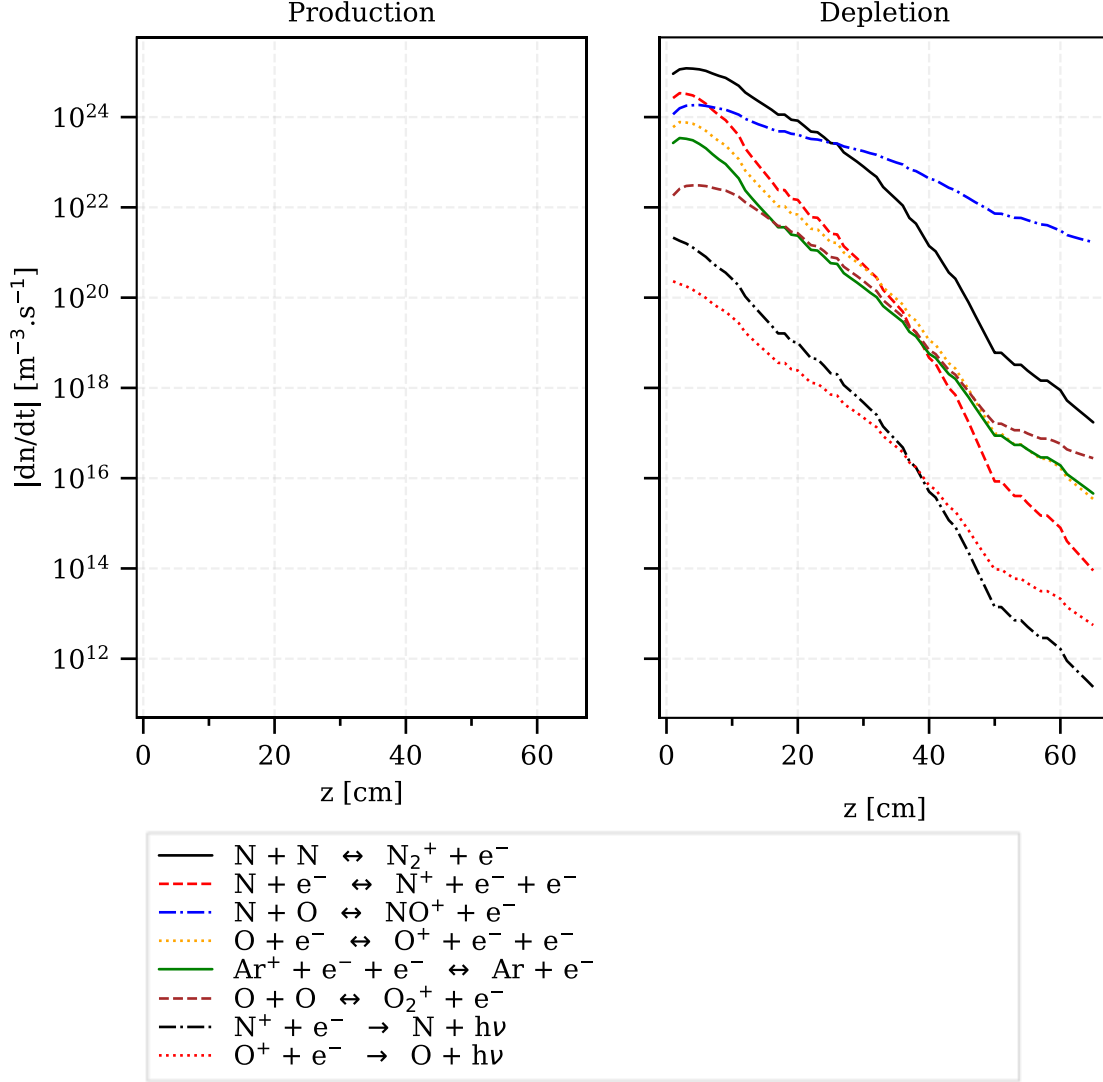 Production
Depletion
10²⁴
10²²
10²⁰
10¹⁸
10¹⁶
10¹⁴
10¹²
|dn/dt| [m⁻³.s⁻¹]
0 20 40 60
0 20 40 60
z [cm]
z [cm]
N + N ↔ N₂⁺ + e⁻
N + e⁻ ↔ N⁺ + e⁻ + e⁻
N + O ↔ NO⁺ + e⁻
O + e⁻ ↔ O⁺ + e⁻ + e⁻
Ar⁺ + e⁻ + e⁻ ↔ Ar + e⁻
O + O ↔ O₂⁺ + e⁻
N⁺ + e⁻ → N + hν
O⁺ + e⁻ → O + hν